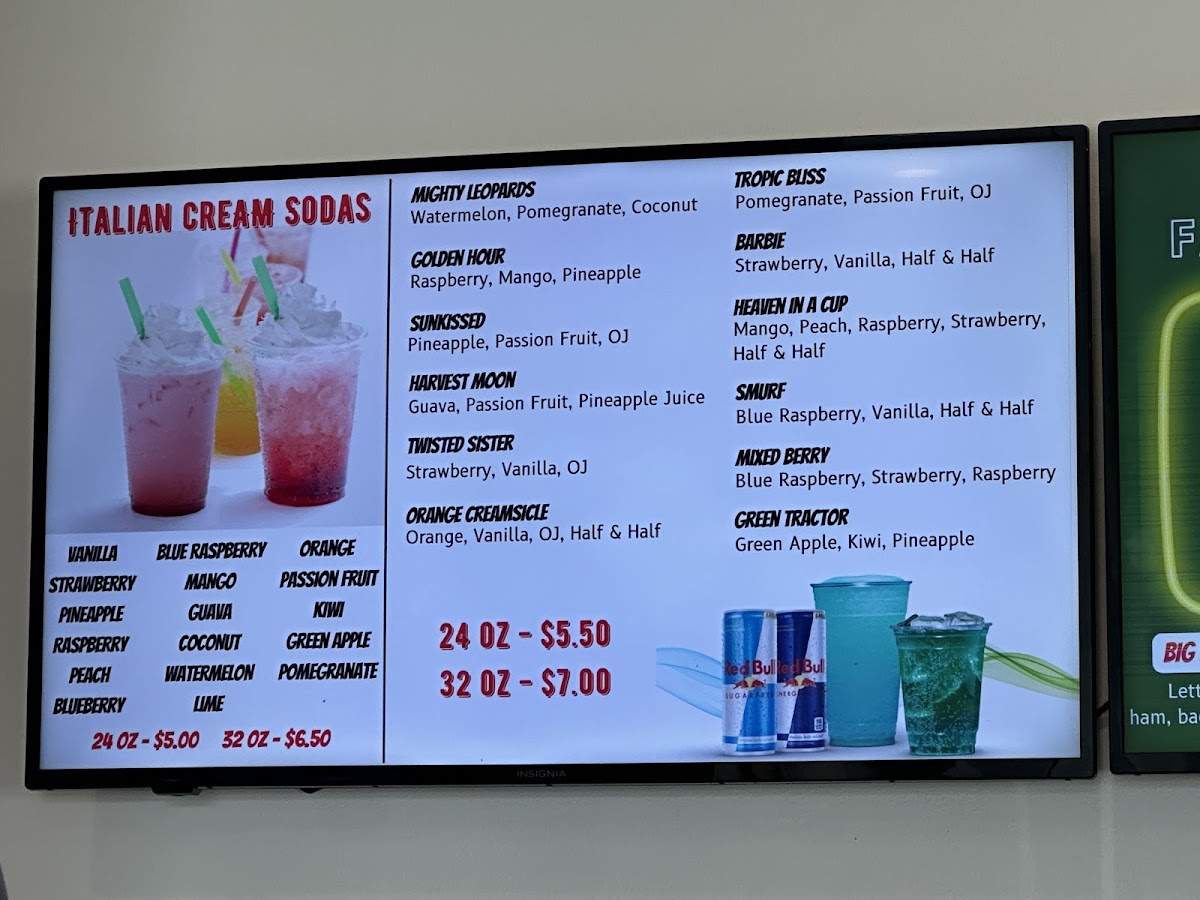 ITALIAN CREAM SODAS
VANILLA
STRAWBERRY
PINEAPPLE
RASPBERRY
PEACH
BLUEBERRY
BLUE RASPBERRY
MANGO
GUAVA
COCONUT
WATERMELON
LIME
ORANGE
PASSION FRUIT
KIWI
GREEN APPLE
POMEGRANATE
24 OZ - $5.00 32 OZ - $6.50
MIGHTY LEOPARDS
Watermelon, Pomegranate, Coconut
GOLDEN HOUR
Raspberry, Mango, Pineapple
SUNKISSED
Pineapple, Passion Fruit, OJ
HARVEST MOON
Guava, Passion Fruit, Pineapple Juice
TWISTED SISTER
Strawberry, Vanilla, OJ
ORANGE CREAMSICLE
Orange, Vanilla, OJ, Half & Half
24 OZ - $5.50
32 OZ - $7.00
TROPIC BLISS
Pomegranate, Passion Fruit, OJ
BARBIE
Strawberry, Vanilla, Half & Half
HEAVEN IN A CUP
Mango, Peach, Raspberry, Strawberry,
Half & Half
SMURF
Blue Raspberry, Vanilla, Half & Half
MIXED BERRY
Blue Raspberry, Strawberry, Raspberry
GREEN TRACTOR
Green Apple, Kiwi, Pineapple
Red Bull
SUGARFREE
Red Bull
INSIGNIA
BIG
ham,